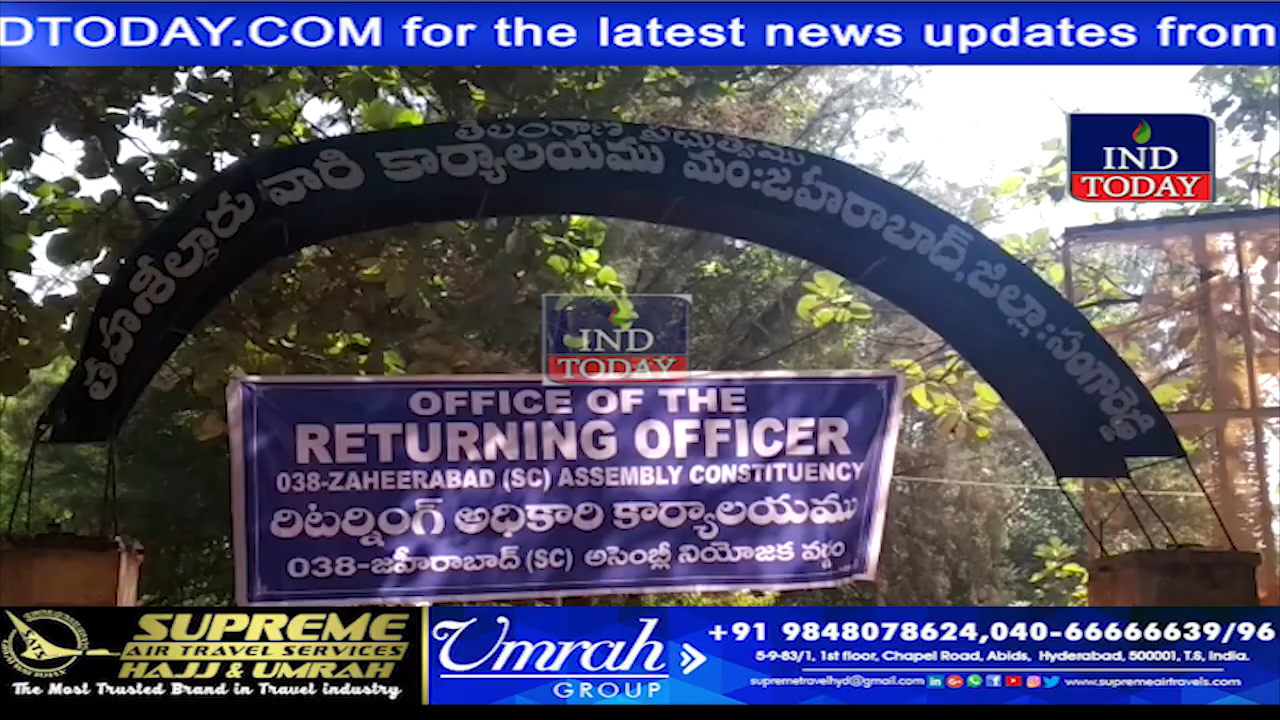 DTODAY.COM for the latest news updates from
తెలంగాణ ప్రభుత్వము
తహశీల్దారు వారి కార్యాలయము మం:జహీరాబాద్, జిల్లా:సంగారెడ్డి
IND
TODAY
IND
TODAY
OFFICE OF THE
RETURNING OFFICER
038-ZAHEERABAD (SC) ASSEMBLY CONSTITUENCY
రిటర్నింగ్ అధికారి కార్యాలయము
038-జహీరాబాద్ (SC) అసెంబ్లీ నియోజక వర్గం
SUPREME
AIR TRAVEL SERVICES
HAJJ & UMRAH
The Most Trusted Brand in Travel industry
Umrah
GROUP
+91 9848078624,040-66666639/96
5-9-83/1, 1st floor, Chapel Road, Abids, Hyderabad, 500001, T.S, India.
supremetravelhyd@gmail.com
www.supremeairtravels.com